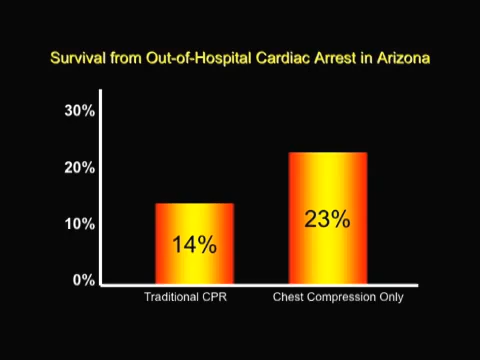 Survival from Out-of-Hospital Cardiac Arrest in Arizona
30%
20%
10%
0%
14%
23%
Traditional CPR
Chest Compression Only